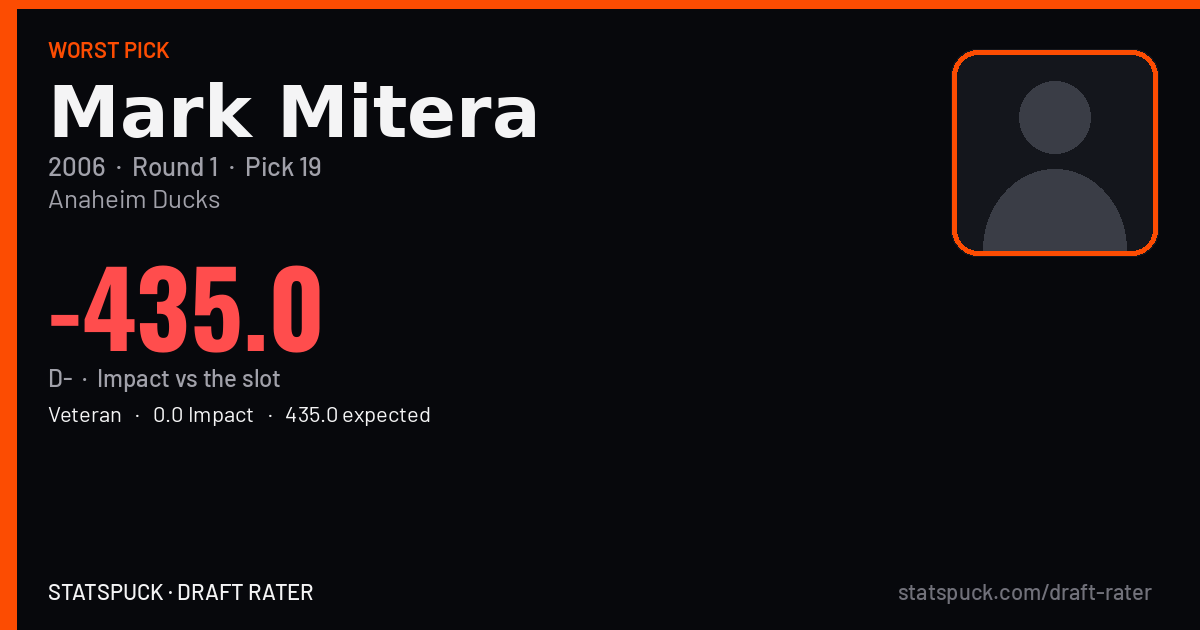 WORST PICK
Mark Mitera
2006 · Round 1 · Pick 19
Anaheim Ducks
-435.0
D- · Impact vs the slot
Veteran · 0.0 Impact · 435.0 expected
STATSPUCK · DRAFT RATER
statspuck.com/draft-rater